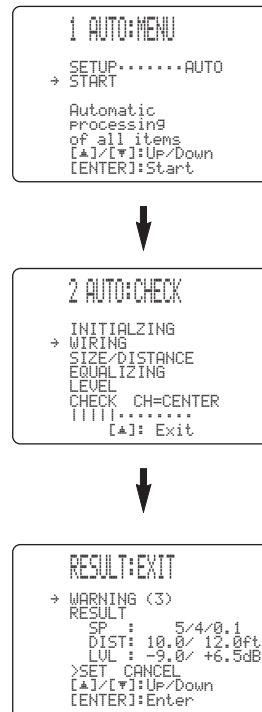 1 AUTO:MENU
SETUP·······AUTO
→ START
Automatic
processing
of all items
[▲]/[▼]:Up/Down
[ENTER]:Start
2 AUTO:CHECK
INITIALZING
→ WIRING
SIZE/DISTANCE
EQUALIZING
LEVEL
CHECK CH=CENTER
|||||········
[▲]: Exit
RESULT:EXIT
→ WARNING (3)
RESULT
SP : 5/4/0.1
DIST: 10.0/ 12.0ft
LVL : -9.0/ +6.5dB
>SET CANCEL
[▲]/[▼]:Up/Down
[ENTER]:Enter